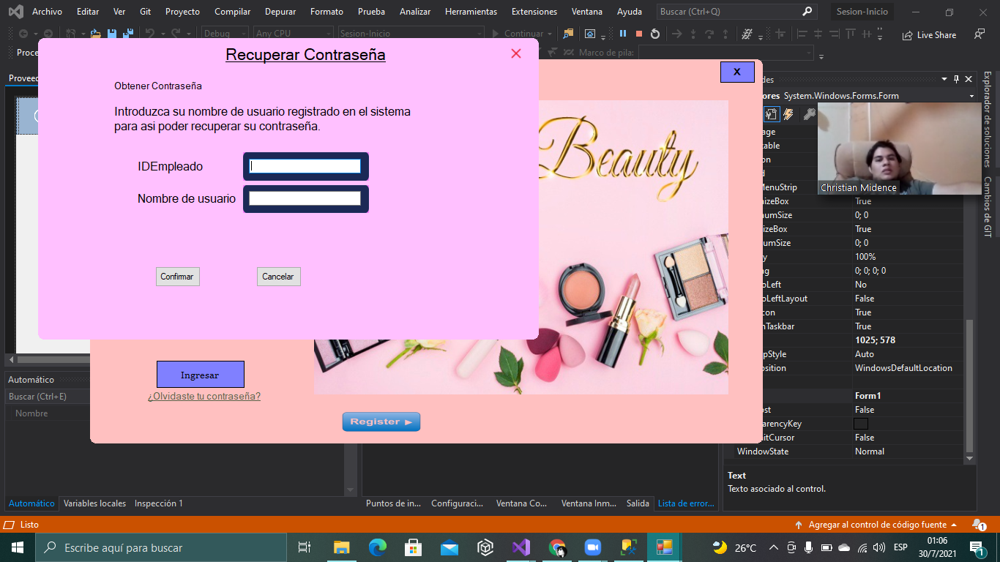 Archivo Editar Ver Git Proyecto Compilar Depurar Formato Prueba Analizar Herramientas Extensiones Ventana Ayuda Buscar (Ctrl+Q) Sesion-Inicio
Debug Any CPU Sesion-Inicio Continuar Live Share
Proce Marco de pila:
Recuperar Contraseña
Obtener Contraseña
Introduzca su nombre de usuario registrado en el sistema
para asi poder recuperar su contraseña.
IDEmpleado
Nombre de usuario
Confirmar Cancelar
Proveed
X
Beauty
Ingresar
¿Olvidaste tu contraseña?
Register
des
ores System.Windows.Forms.Form
age
table
on
d
MenuStrip
Christian Midence
nizeBox True
numSize 0; 0
izeBox True
umSize 0; 0
y 100%
ng 0; 0; 0; 0
oLeft No
oLeftLayout False
con True
nTaskbar True
1025; 578
pStyle Auto
osition WindowsDefaultLocation
Form1
ost False
arencyKey
itCursor False
WindowState Normal
Text
Texto asociado al control.
Explorador de soluciones
Cambios de GIT
Automático
Buscar (Ctrl+E)
Nombre
Automático Variables locales Inspección 1
Puntos de in... Configuraci... Ventana Co... Ventana Inm... Salida Lista de error...
Listo Agregar al control de código fuente 1
Escribe aquí para buscar 26°C ESP 01:06
30/7/2021 1